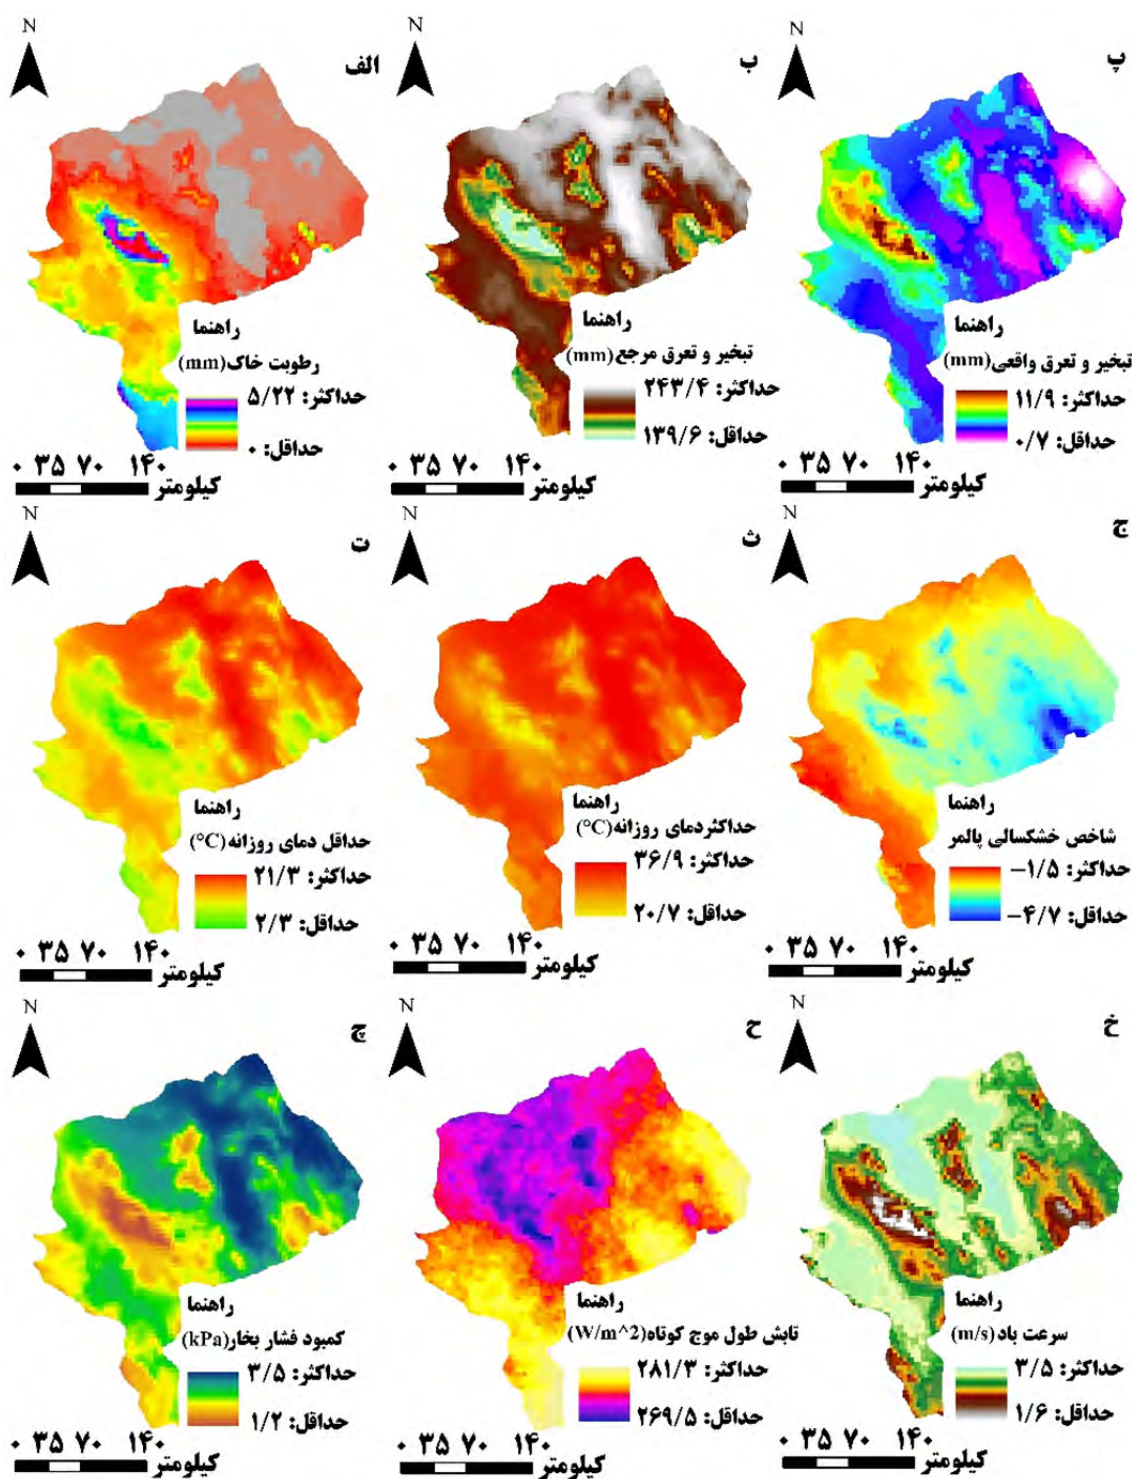 N
الف
راهنما
رطوبت خاک(mm)
حداکثر: ۵/۲۲
حداقل: ۰
۰ ۳۵ ۷۰ ۱۴۰
کیلومتر
N
ب
راهنما
تبخیر و تعرق مرجع(mm)
حداکثر: ۲۴۳/۴
حداقل: ۱۳۹/۶
۰ ۳۵ ۷۰ ۱۴۰
کیلومتر
N
پ
راهنما
تبخیر و تعرق واقعی(mm)
حداکثر: ۱۱/۹
حداقل: ۰/۷
۰ ۳۵ ۷۰ ۱۴۰
کیلومتر
N
ت
راهنما
حداقل دمای روزانه(°C)
حداکثر: ۲۱/۳
حداقل: ۲/۳
۰ ۳۵ ۷۰ ۱۴۰
کیلومتر
N
ث
راهنما
حداکثردمای روزانه(°C)
حداکثر: ۳۶/۹
حداقل: ۲۰/۷
۰ ۳۵ ۷۰ ۱۴۰
کیلومتر
N
ج
راهنما
شاخص خشکسالی پالمر
حداکثر: ۱/۵−
حداقل: ۴/۷−
۰ ۳۵ ۷۰ ۱۴۰
کیلومتر
N
چ
راهنما
کمبود فشار بخار(kPa)
حداکثر: ۳/۵
حداقل: ۱/۲
۰ ۳۵ ۷۰ ۱۴۰
کیلومتر
N
ح
راهنما
تابش طول موج کوتاه(W/m^2)
حداکثر: ۲۸۱/۳
حداقل: ۲۶۹/۵
۰ ۳۵ ۷۰ ۱۴۰
کیلومتر
N
خ
راهنما
سرعت باد(m/s)
حداکثر: ۳/۵
حداقل: ۱/۶
۰ ۳۵ ۷۰ ۱۴۰
کیلومتر